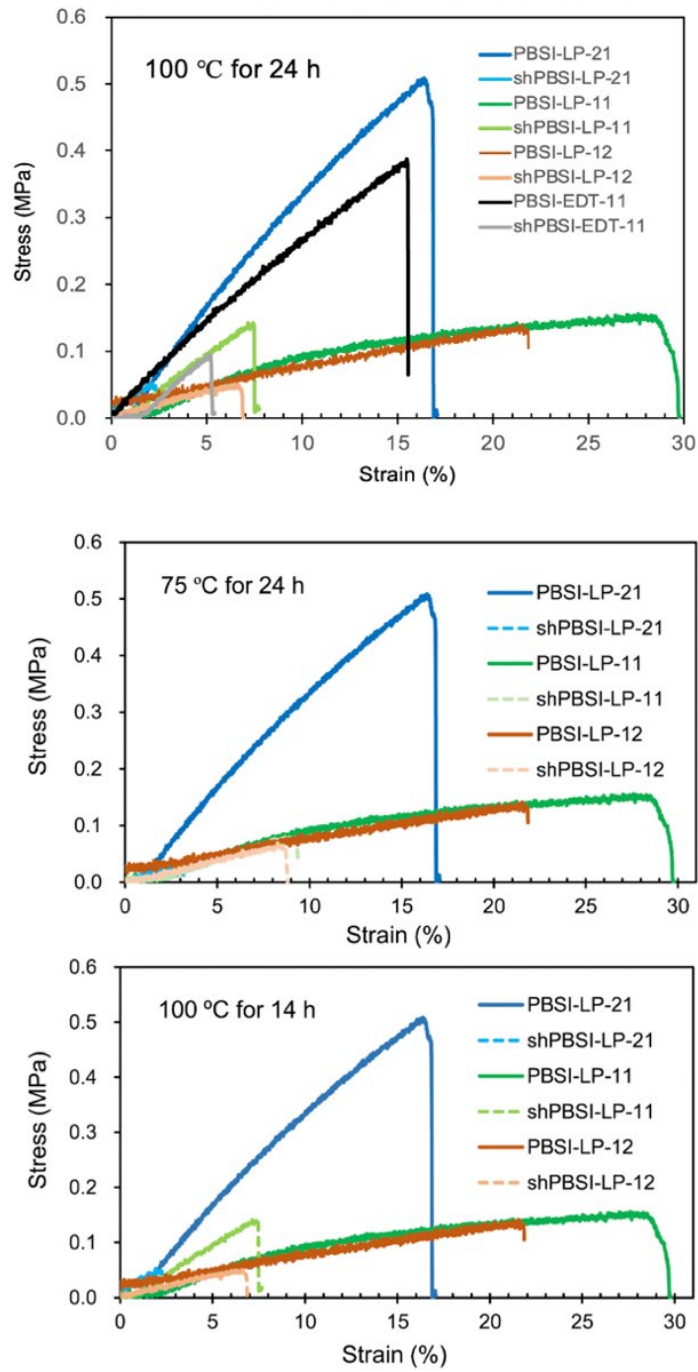 100 ℃ for 24 h
PBSI-LP-21
shPBSI-LP-21
PBSI-LP-11
shPBSI-LP-11
PBSI-LP-12
shPBSI-LP-12
PBSI-EDT-11
shPBSI-EDT-11
Stress (MPa)
0.6
0.5
0.4
0.3
0.2
0.1
0.0
0 5 10 15 20 25 30
Strain (%)
75 ºC for 24 h
PBSI-LP-21
shPBSI-LP-21
PBSI-LP-11
shPBSI-LP-11
PBSI-LP-12
shPBSI-LP-12
Stress (MPa)
0.6
0.5
0.4
0.3
0.2
0.1
0.0
0 5 10 15 20 25 30
Strain (%)
100 ºC for 14 h
PBSI-LP-21
shPBSI-LP-21
PBSI-LP-11
shPBSI-LP-11
PBSI-LP-12
shPBSI-LP-12
Stress (MPa)
0.6
0.5
0.4
0.3
0.2
0.1
0.0
0 5 10 15 20 25 30
Strain (%)